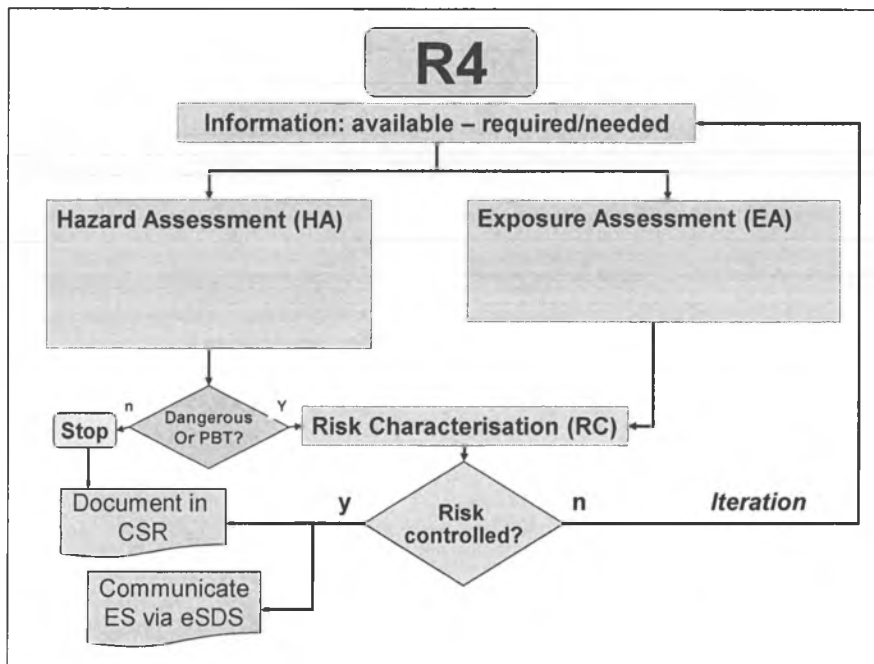 R4
Information: available – required/needed
Hazard Assessment (HA)
Exposure Assessment (EA)
n
Dangerous
Or PBT?
Y
Stop
Risk Characterisation (RC)
Document in
CSR
y
Risk
controlled?
n
Iteration
Communicate
ES via eSDS